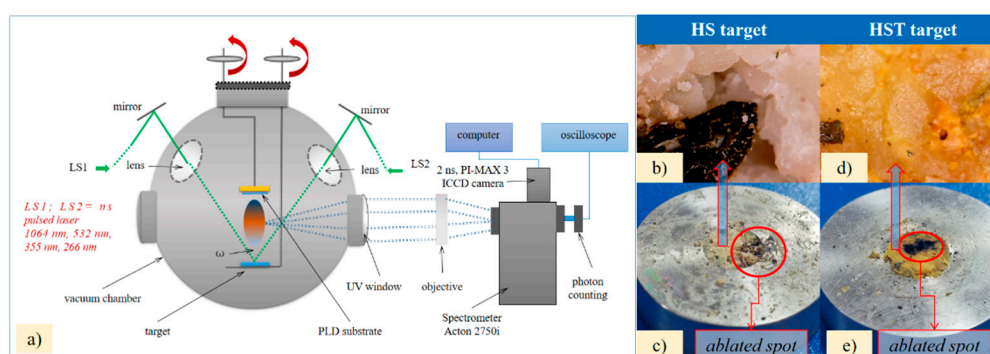 mirror
mirror
LS1
lens
lens
LS2
LS1; LS2 = ns
pulsed laser
1064 nm, 532 nm,
355 nm, 266 nm
ω
vacuum chamber
target
PLD substrate
UV window
objective
computer
oscilloscope
2 ns, PI-MAX 3
ICCD camera
Spectrometer
Acton 2750i
photon
counting
a)
HS target
HST target
b)
d)
c)
ablated spot
e)
ablated spot